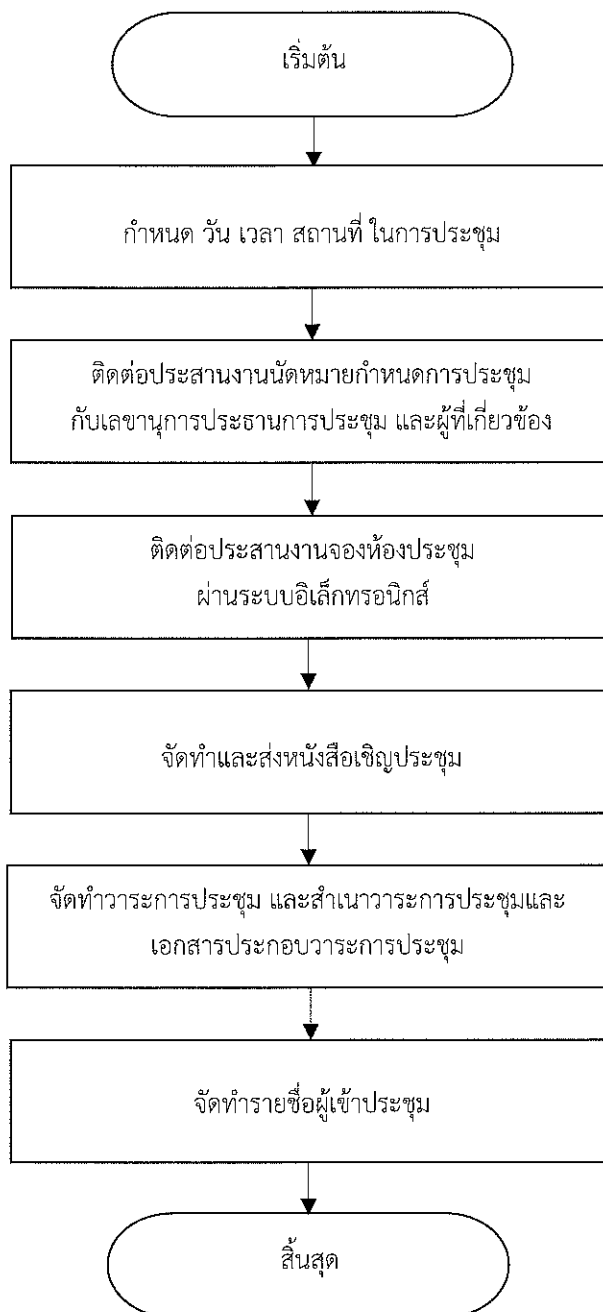 เริ่มต้น
กำหนด วัน เวลา สถานที่ ในการประชุม
ติดต่อประสานงานนัดหมายกำหนดการประชุม
กับเลขานุการประธานการประชุม และผู้ที่เกี่ยวข้อง
ติดต่อประสานงานจองห้องประชุม
ผ่านระบบอิเล็กทรอนิกส์
จัดทำและส่งหนังสือเชิญประชุม
จัดทำวาระการประชุม และสำเนาวาระการประชุมและ
เอกสารประกอบวาระการประชุม
จัดทำรายชื่อผู้เข้าประชุม
สิ้นสุด